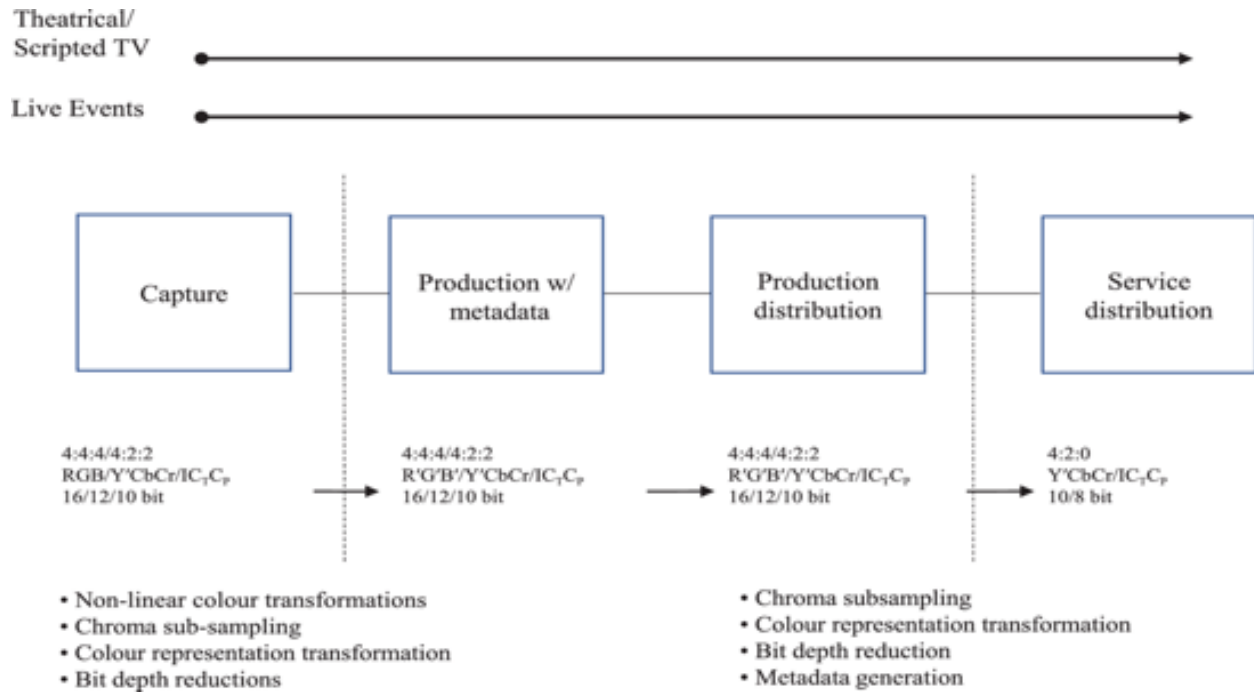 Theatrical/
Scripted TV
Live Events
Capture
Production w/
metadata
Production
distribution
Service
distribution
4:4:4/4:2:2
RGB/Y'CbCr/ICTCP
16/12/10 bit
4:4:4/4:2:2
R'G'B'/Y'CbCr/ICTCP
16/12/10 bit
4:4:4/4:2:2
R'G'B'/Y'CbCr/ICTCP
16/12/10 bit
4:2:0
Y'CbCr/ICTCP
10/8 bit
• Non-linear colour transformations
• Chroma sub-sampling
• Colour representation transformation
• Bit depth reductions
• Chroma subsampling
• Colour representation transformation
• Bit depth reduction
• Metadata generation